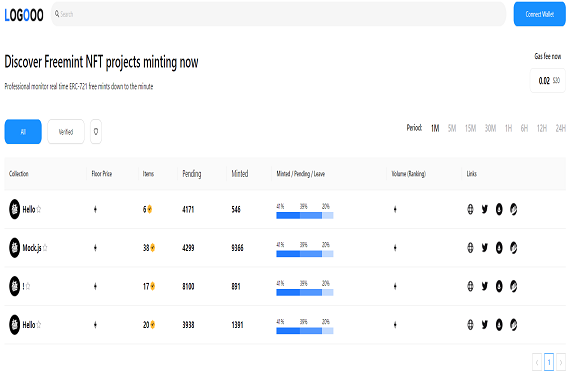 LOGOOO
Search
Connect Wallet
Discover Freemint NFT projects minting now
Professional monitor real time ERC-721 free mints down to the minute
Gas fee now
0.02 $20
All
Verified
Period: 1M 5M 15M 30M 1H 6H 12H 24H
Collection Floor Price Items Pending Minted Minted / Pending / Leave Volume (Ranking) Links
41% 39% 20%
Hello 6 4171 546
41% 39% 20%
Mock.js 38 4299 9366
41% 39% 20%
! 17 8100 891
41% 39% 20%
Hello 20 3938 1391
< 1 >